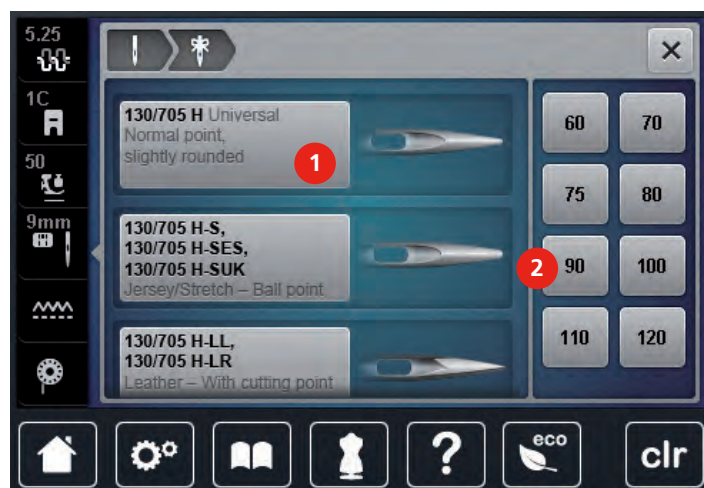 5.25
1C
50
9mm
130/705 H Universal
Normal point,
slightly rounded
1
130/705 H-S,
130/705 H-SES,
130/705 H-SUK
Jersey/Stretch – Ball point
130/705 H-LL,
130/705 H-LR
Leather – With cutting point
60 70
75 80
2
90 100
110 120
?
eco
clr